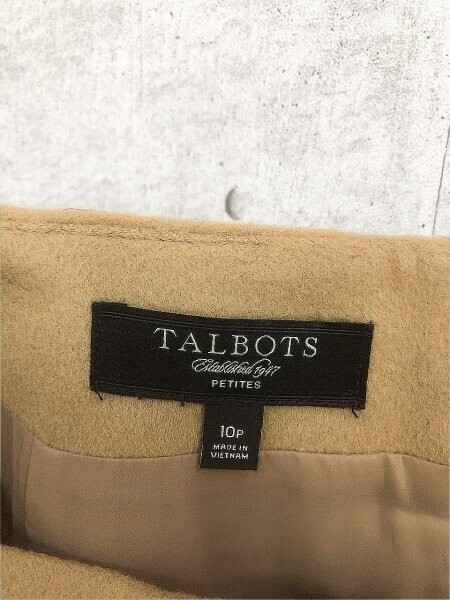 TALBOTS
Established 1947
PETITES
10P
MADE IN
VIETNAM